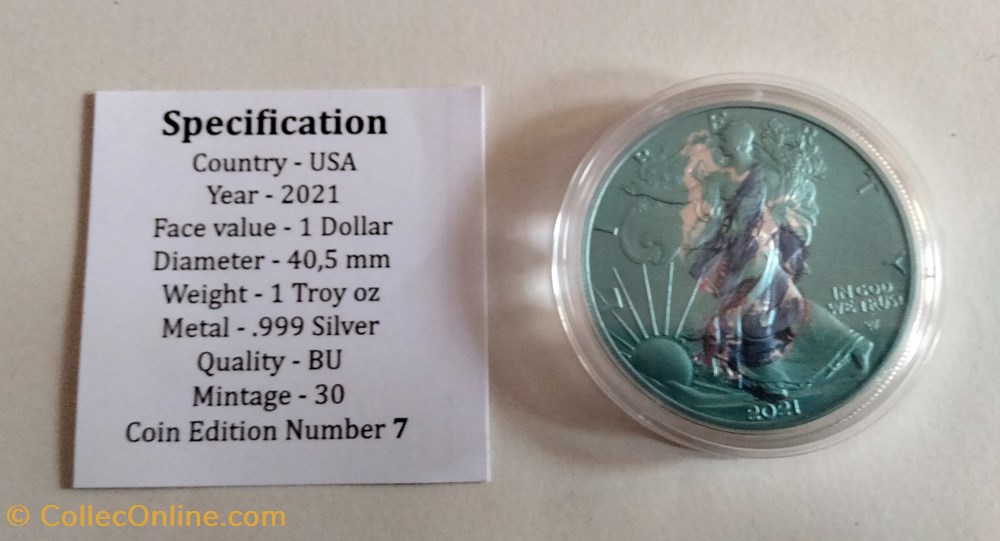 Specification
Country - USA
Year - 2021
Face value - 1 Dollar
Diameter - 40,5 mm
Weight - 1 Troy oz
Metal - .999 Silver
Quality - BU
Mintage - 30
Coin Edition Number 7
LIBERTY
IN GOD
WE TRUST
2021
© CollecOnline.com